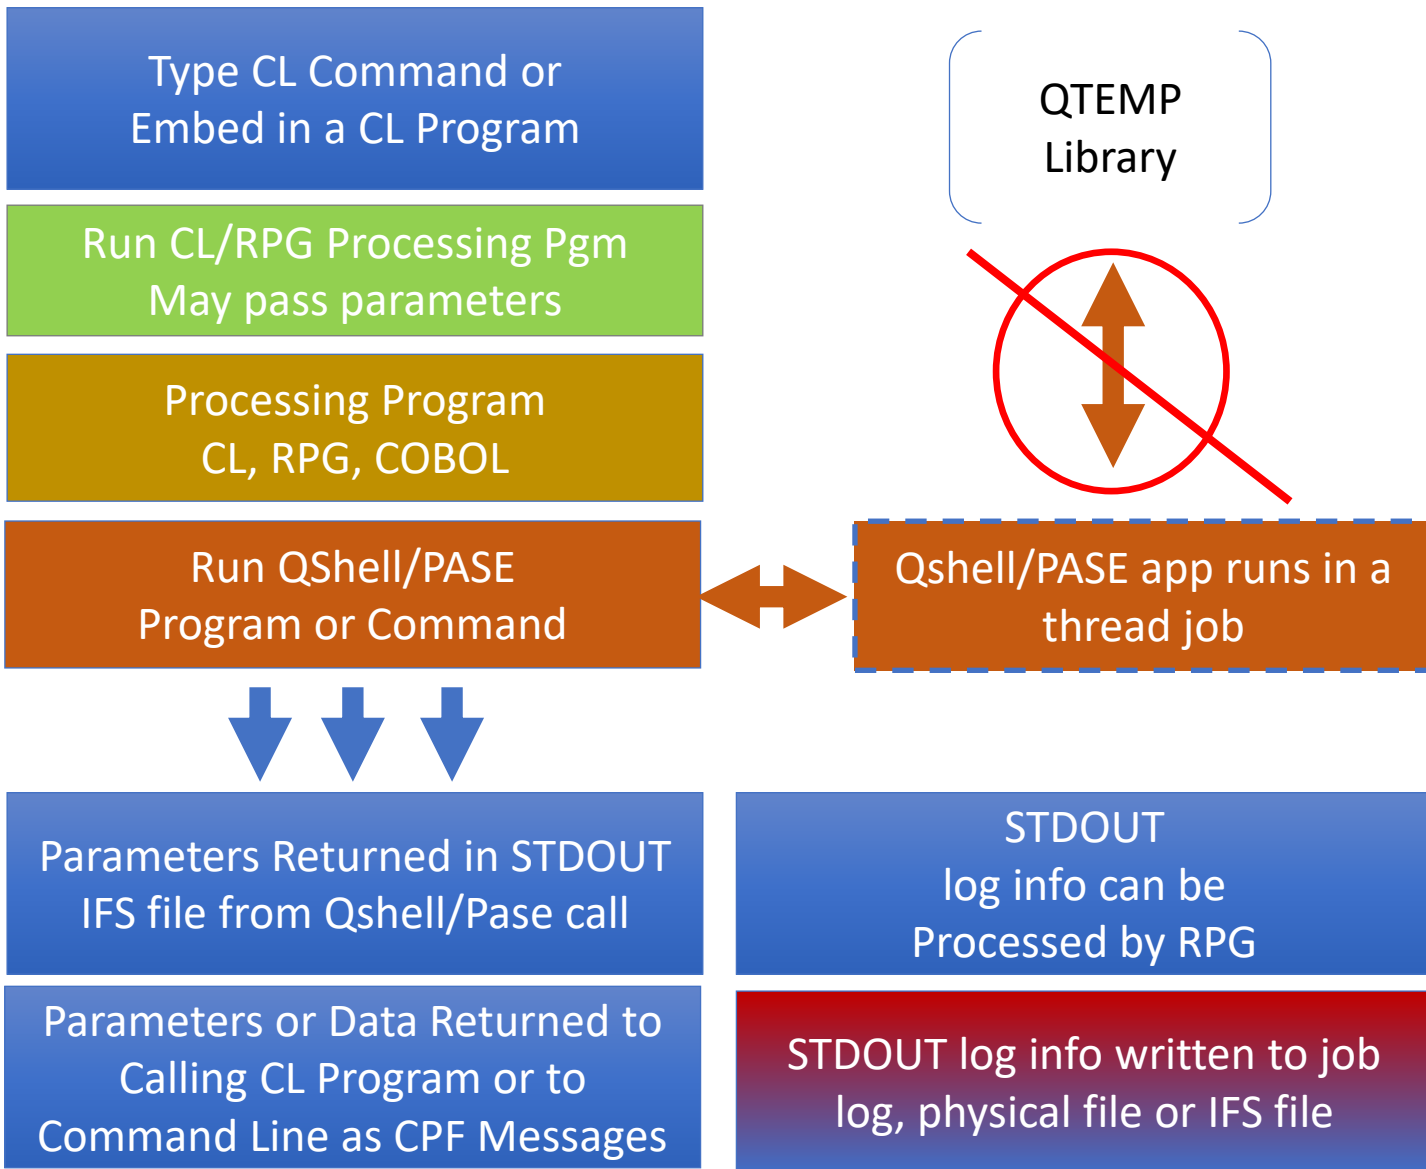 Type CL Command or
Embed in a CL Program
QTEMP
Library
Run CL/RPG Processing Pgm
May pass parameters
Processing Program
CL, RPG, COBOL
Run QShell/PASE
Program or Command
Qshell/PASE app runs in a
thread job
Parameters Returned in STDOUT
IFS file from Qshell/Pase call
STDOUT
log info can be
Processed by RPG
Parameters or Data Returned to
Calling CL Program or to
Command Line as CPF Messages
STDOUT log info written to job
log, physical file or IFS file